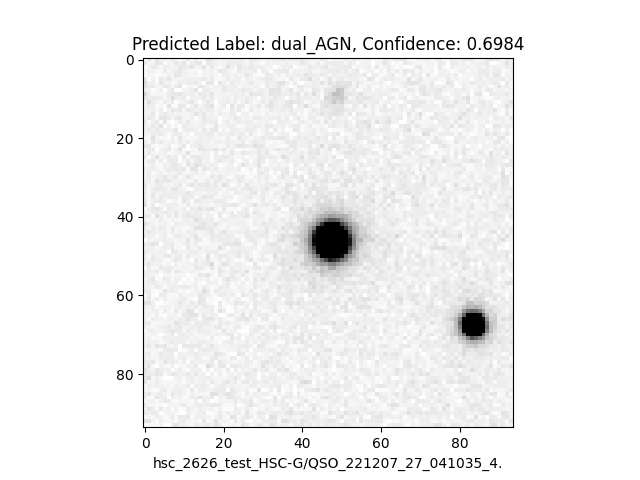 Predicted Label: dual_AGN, Confidence: 0.6984
0
20
40
60
80
0 20 40 60 80
hsc_2626_test_HSC-G/QSO_221207_27_041035_4.